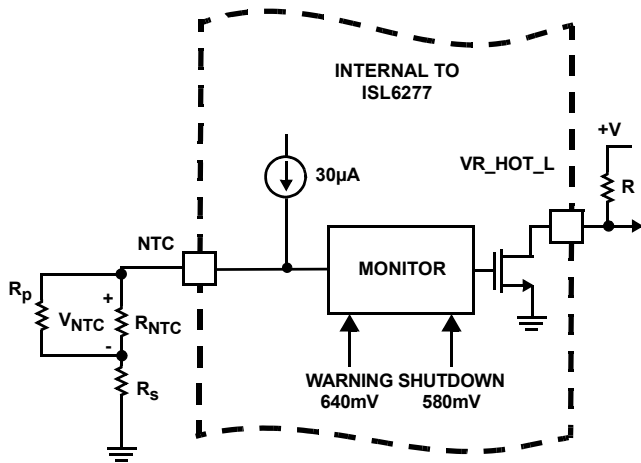 INTERNAL TO
ISL6277
+V
VR_HOT_L
R
30µA
NTC
MONITOR
Rp
+
VNTC
RNTC
-
Rs
WARNING SHUTDOWN
640mV 580mV